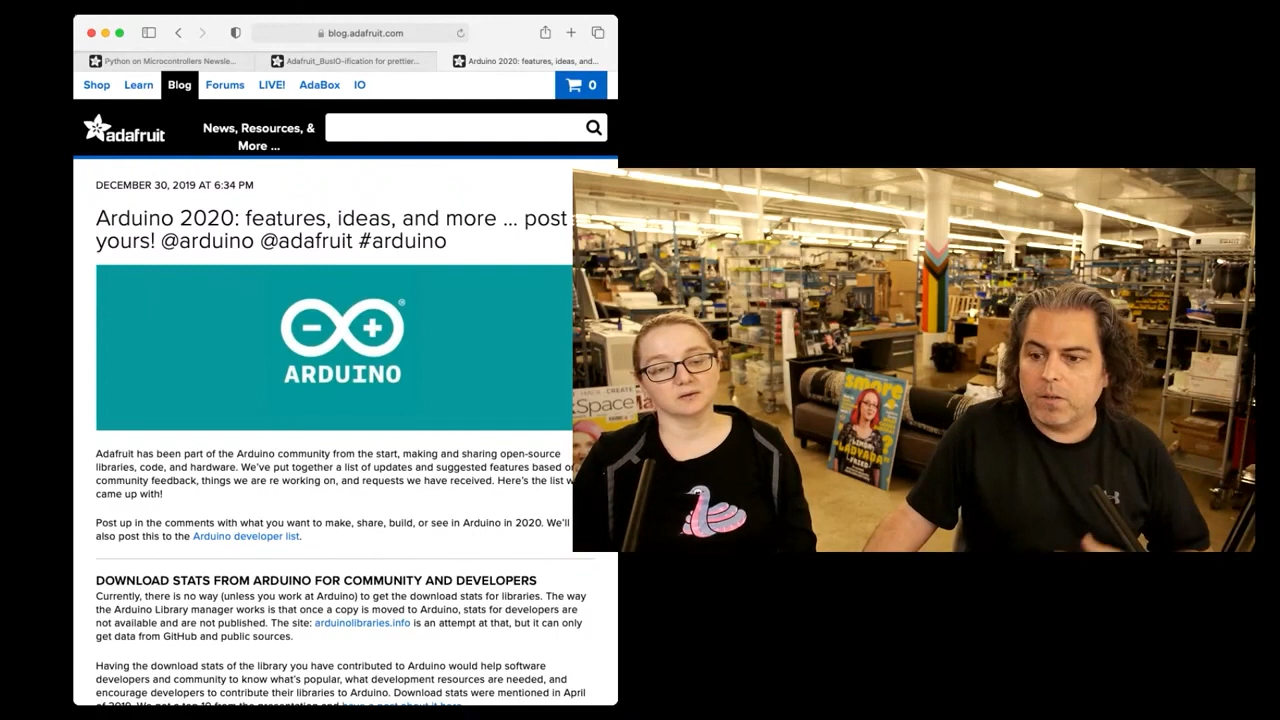 blog.adafruit.com
Python on Microcontrollers Newsle...
Adafruit_BusIO-ification for prettier...
Arduino 2020: features, ideas, and...
Shop Learn Blog Forums LIVE! AdaBox IO 0
adafruit
News, Resources, &
More ...
DECEMBER 30, 2019 AT 6:34 PM
Arduino 2020: features, ideas, and more … post
yours! @arduino @adafruit #arduino
ARDUINO
Adafruit has been part of the Arduino community from the start, making and sharing open-source
libraries, code, and hardware. We've put together a list of updates and suggested features based
community feedback, things we are re working on, and requests we have received. Here's the list
came up with!
Post up in the comments with what you want to make, share, build, or see in Arduino in 2020. We'll
also post this to the Arduino developer list.
DOWNLOAD STATS FROM ARDUINO FOR COMMUNITY AND DEVELOPERS
Currently, there is no way (unless you work at Arduino) to get the download stats for libraries. The way
the Arduino Library manager works is that once a copy is moved to Arduino, stats for developers are
not available and are not published. The site: arduinolibraries.info is an attempt at that, but it can only
get data from GitHub and public sources.
Having the download stats of the library you have contributed to Arduino would help software
developers and community to know what's popular, what development resources are needed, and
encourage developers to contribute their libraries to Arduino. Download stats were mentioned in April
Space
smore
LIMOR
"LADYADA"
FRIED